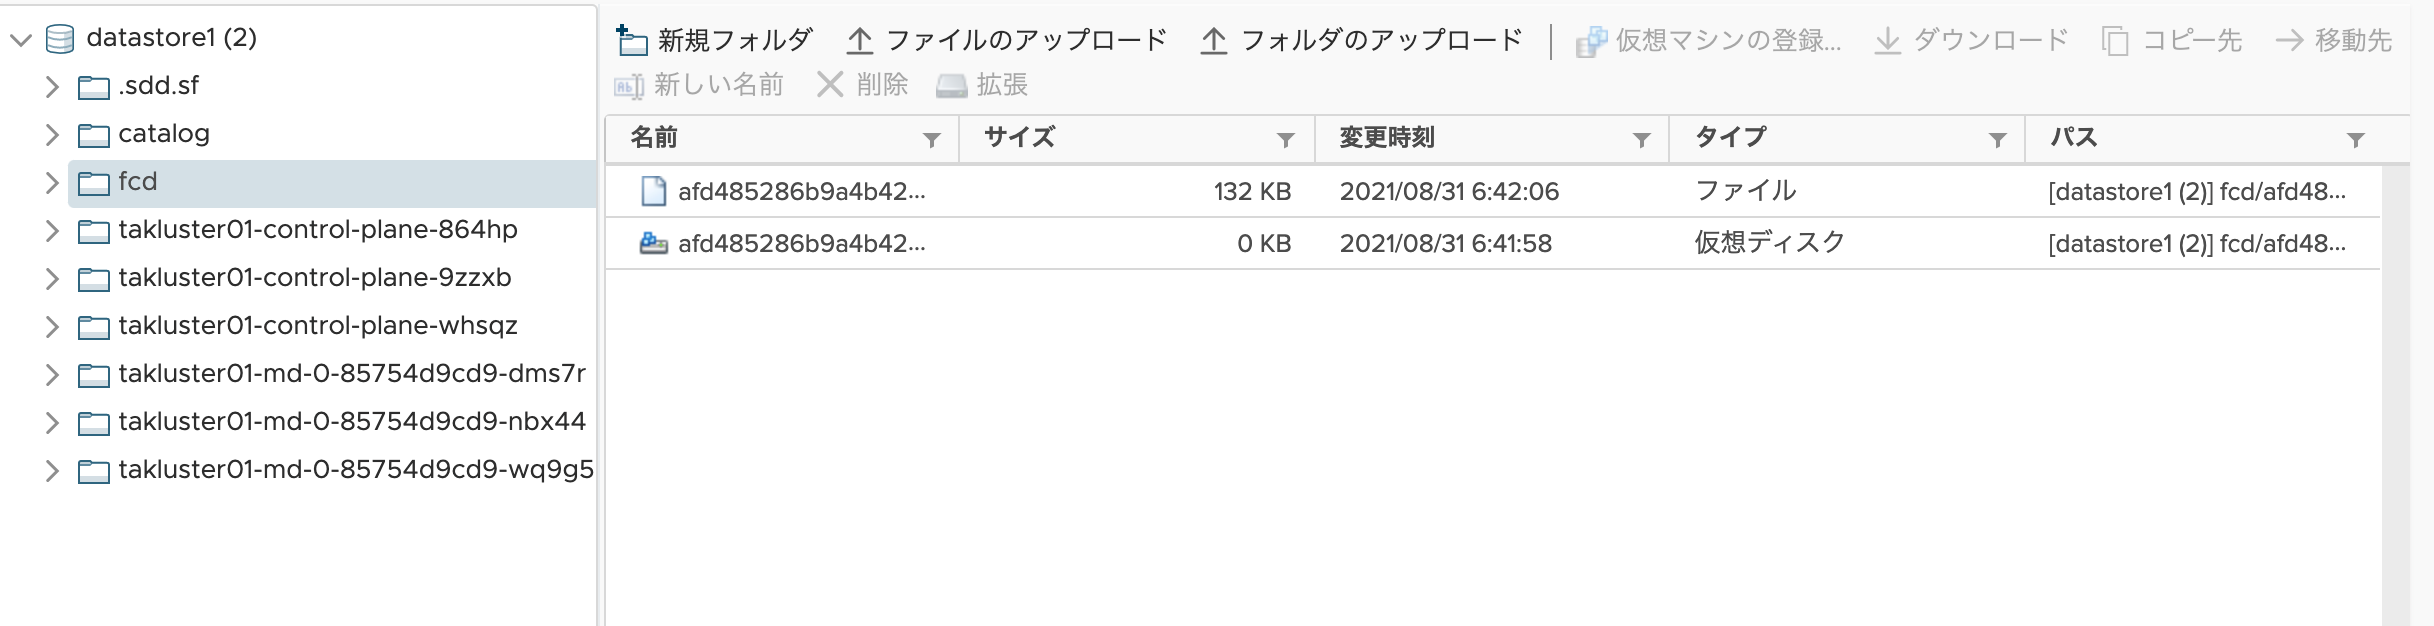 datastore1 (2)
.sdd.sf
catalog
fcd
takluster01-control-plane-864hp
takluster01-control-plane-9zzxb
takluster01-control-plane-whsqz
takluster01-md-0-85754d9cd9-dms7r
takluster01-md-0-85754d9cd9-nbx44
takluster01-md-0-85754d9cd9-wq9g5
新規フォルダ ファイルのアップロード フォルダのアップロード 仮想マシンの登録... ダウンロード コピー先 移動先
新しい名前 削除 拡張
名前 サイズ 変更時刻 タイプ パス
afd485286b9a4b42... 132 KB 2021/08/31 6:42:06 ファイル [datastore1 (2)] fcd/afd48...
afd485286b9a4b42... 0 KB 2021/08/31 6:41:58 仮想ディスク [datastore1 (2)] fcd/afd48...